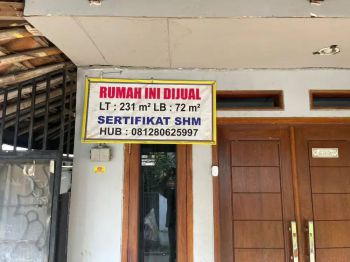 RUMAH INI DIJUAL
LT : 231 m² LB : 72 m²
SERTIFIKAT SHM
HUB : 081280625997